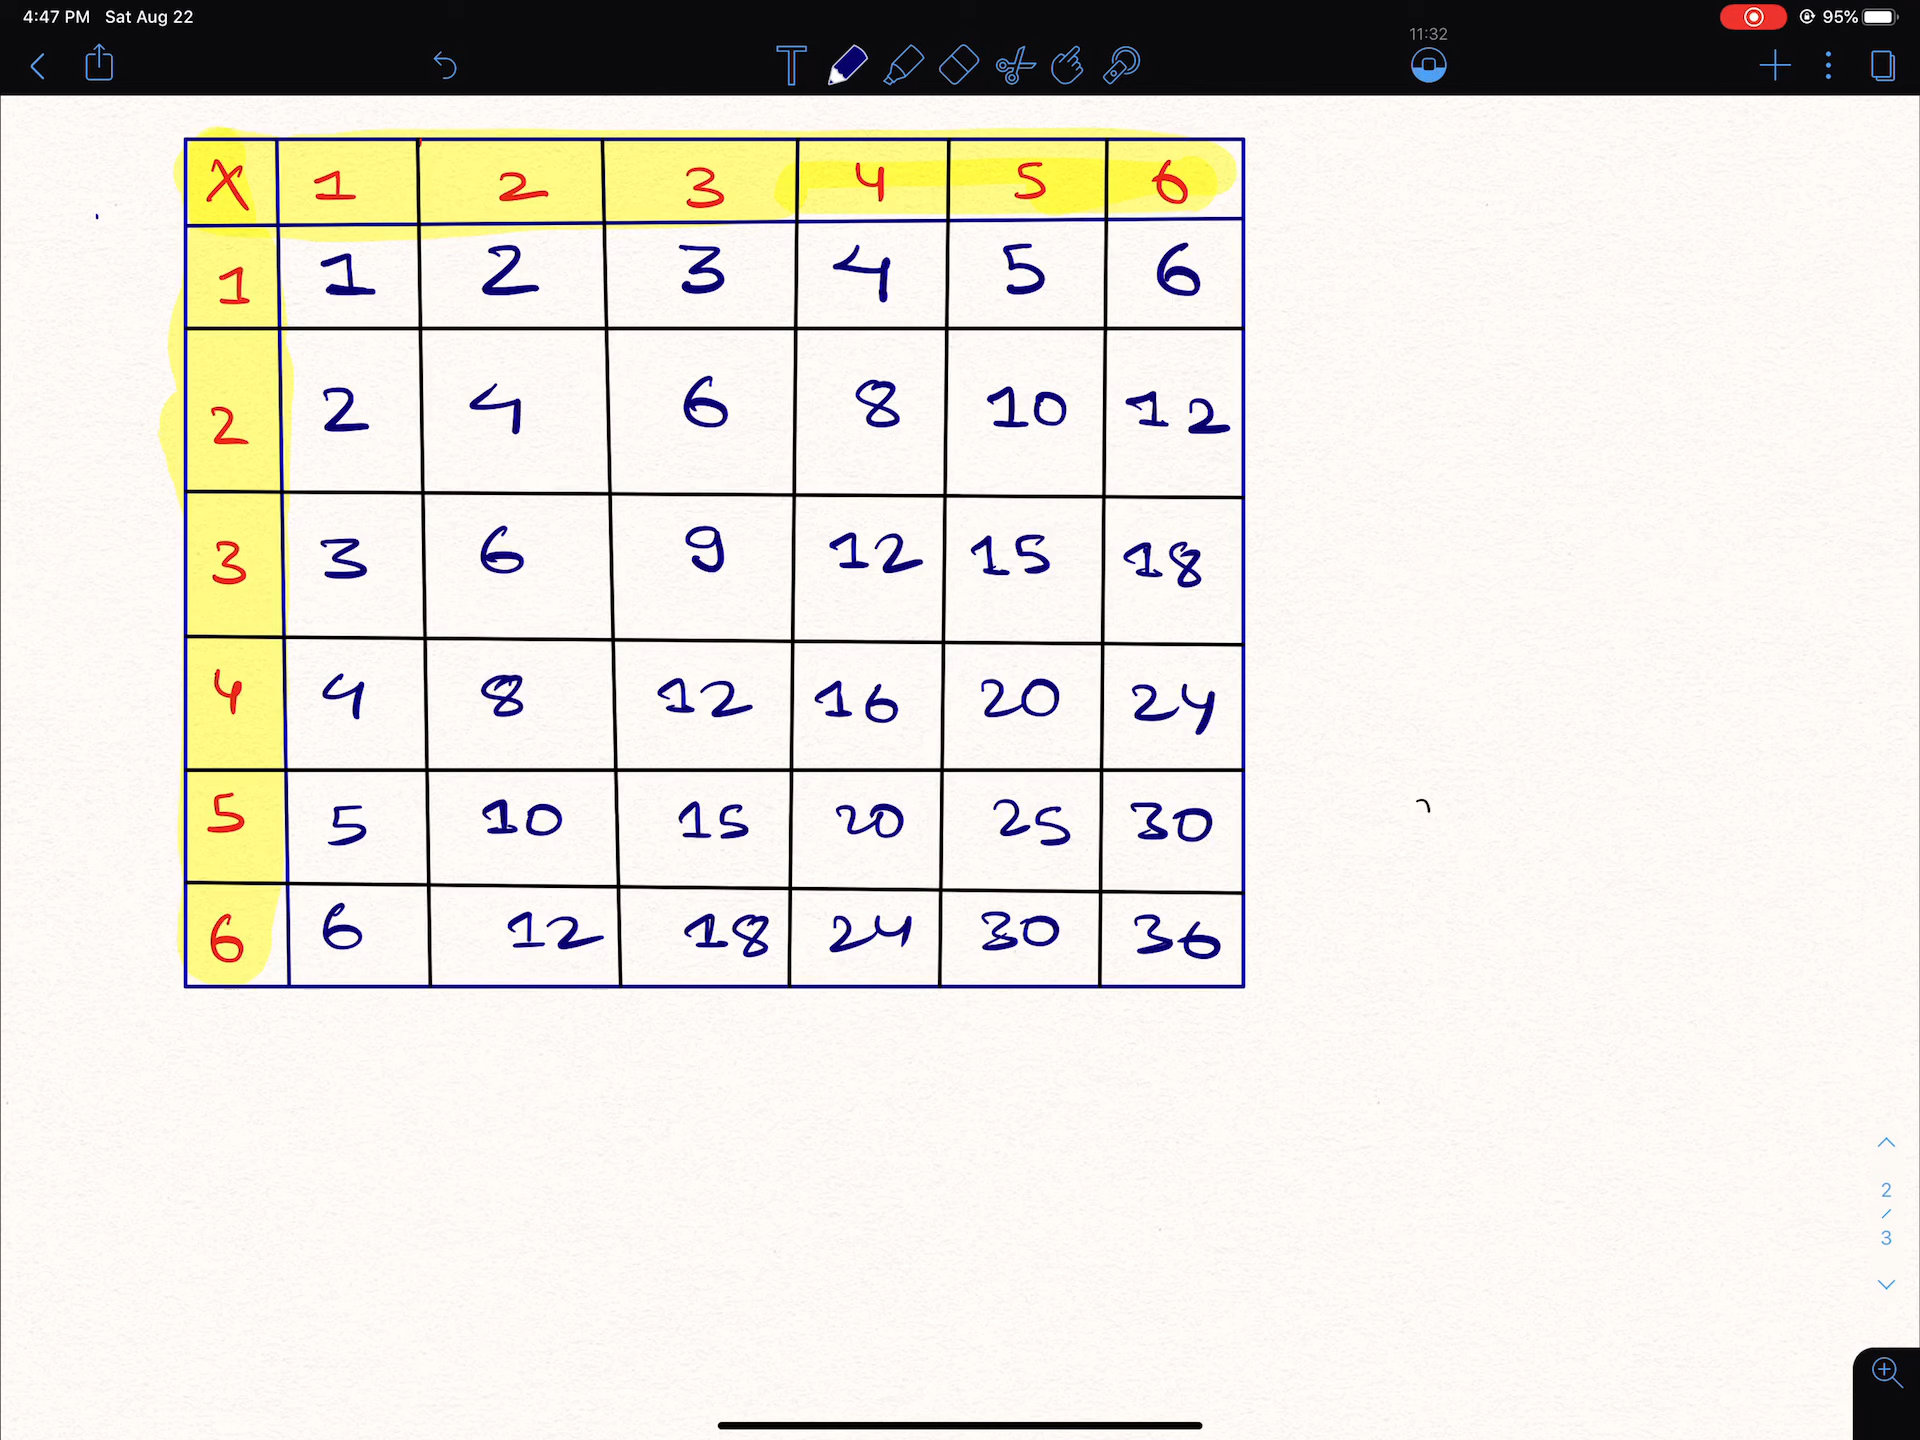 4:47 PM Sat Aug 22 95%
11:32
X 1 2 3 4 5 6
1 1 2 3 4 5 6
2 2 4 6 8 10 12
3 3 6 9 12 15 18
4 4 8 12 16 20 24
5 5 10 15 20 25 30
6 6 12 18 24 30 36
2
/
3